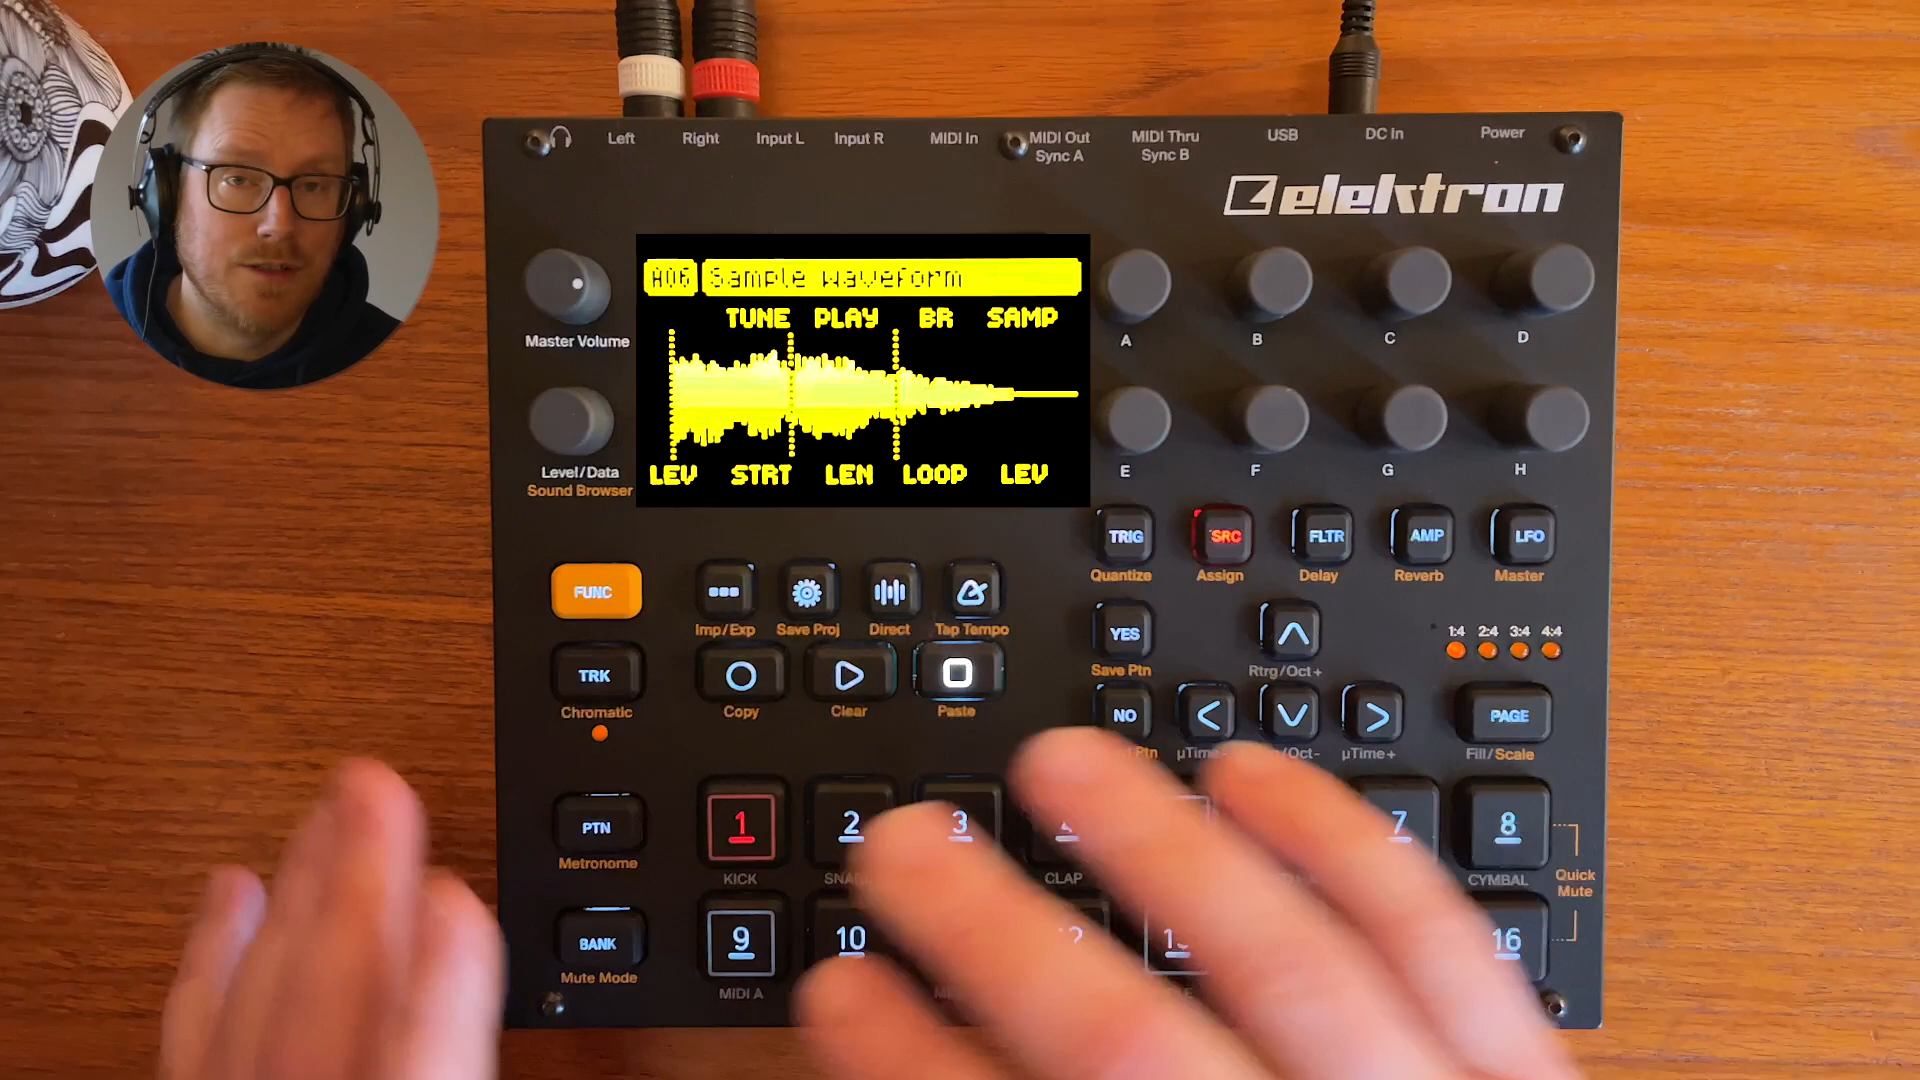 Left
Right
Input L
Input R
MIDI In
MIDI Out
Sync A
MIDI Thru
Sync B
USB
DC In
Power
elektron
Master Volume
A06 Sample waveform
TUNE PLAY BR SAMP
LEV STRT LEN LOOP LEV
A
B
C
D
Level/Data
Sound Browser
E
F
G
H
TRIG
SRC
FLTR
AMP
LFO
Quantize
Assign
Delay
Reverb
Master
FUNC
Imp/Exp
Save Proj
Direct
Tap Tempo
YES
Save Ptn
Rtrg/Oct+
1:4 2:4 3:4 4:4
TRK
Chromatic
Copy
Clear
Paste
NO
Ptn
μTime-
/Oct-
μTime+
PAGE
Fill/Scale
PTN
Metronome
1
2
3
4
7
8
KICK
CLAP
CYMBAL
Quick
Mute
BANK
Mute Mode
9
10
16
MIDI A